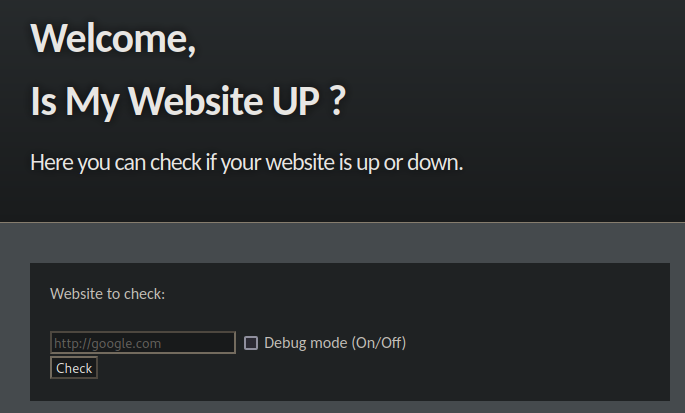 Welcome,
Is My Website UP ?
Here you can check if your website is up or down.
Website to check:
http://google.com Debug mode (On/Off)
Check